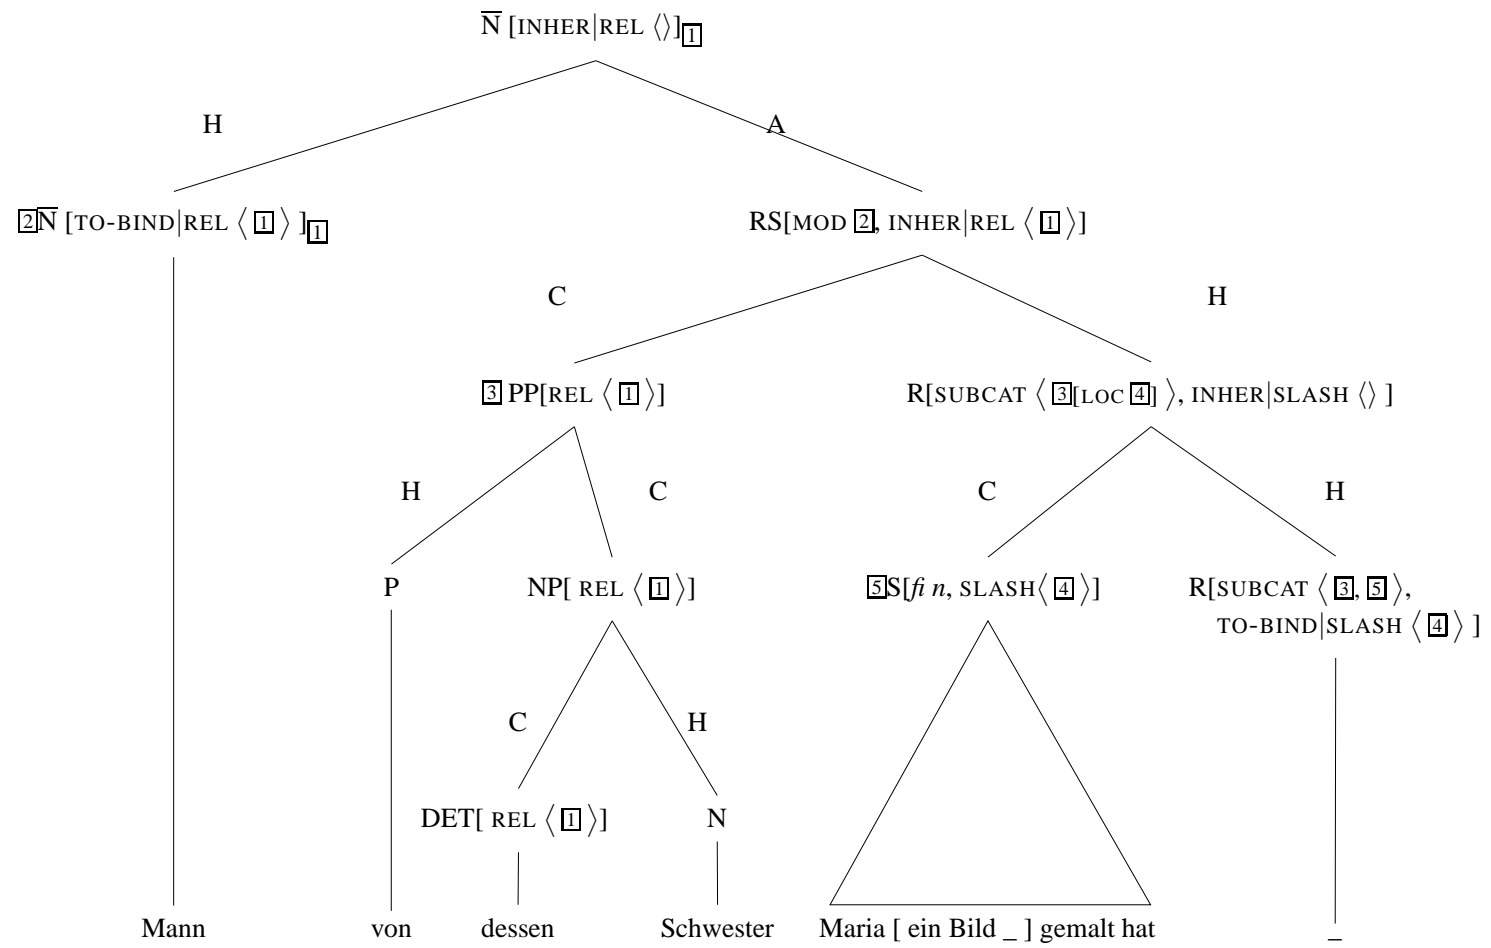 N̅ [INHER|REL ⟨⟩]1
H A
2N̅ [TO-BIND|REL ⟨ 1 ⟩ ]1 RS[MOD 2, INHER|REL ⟨ 1 ⟩]
C H
3 PP[REL ⟨ 1 ⟩] R[SUBCAT ⟨ 3[LOC 4] ⟩, INHER|SLASH ⟨⟩ ]
H C C H
P NP[ REL ⟨ 1 ⟩] 5S[fi n, SLASH⟨ 4 ⟩] R[SUBCAT ⟨ 3, 5 ⟩,
TO-BIND|SLASH ⟨ 4 ⟩ ]
C H
DET[ REL ⟨ 1 ⟩] N
Mann von dessen Schwester Maria [ ein Bild _ ] gemalt hat _